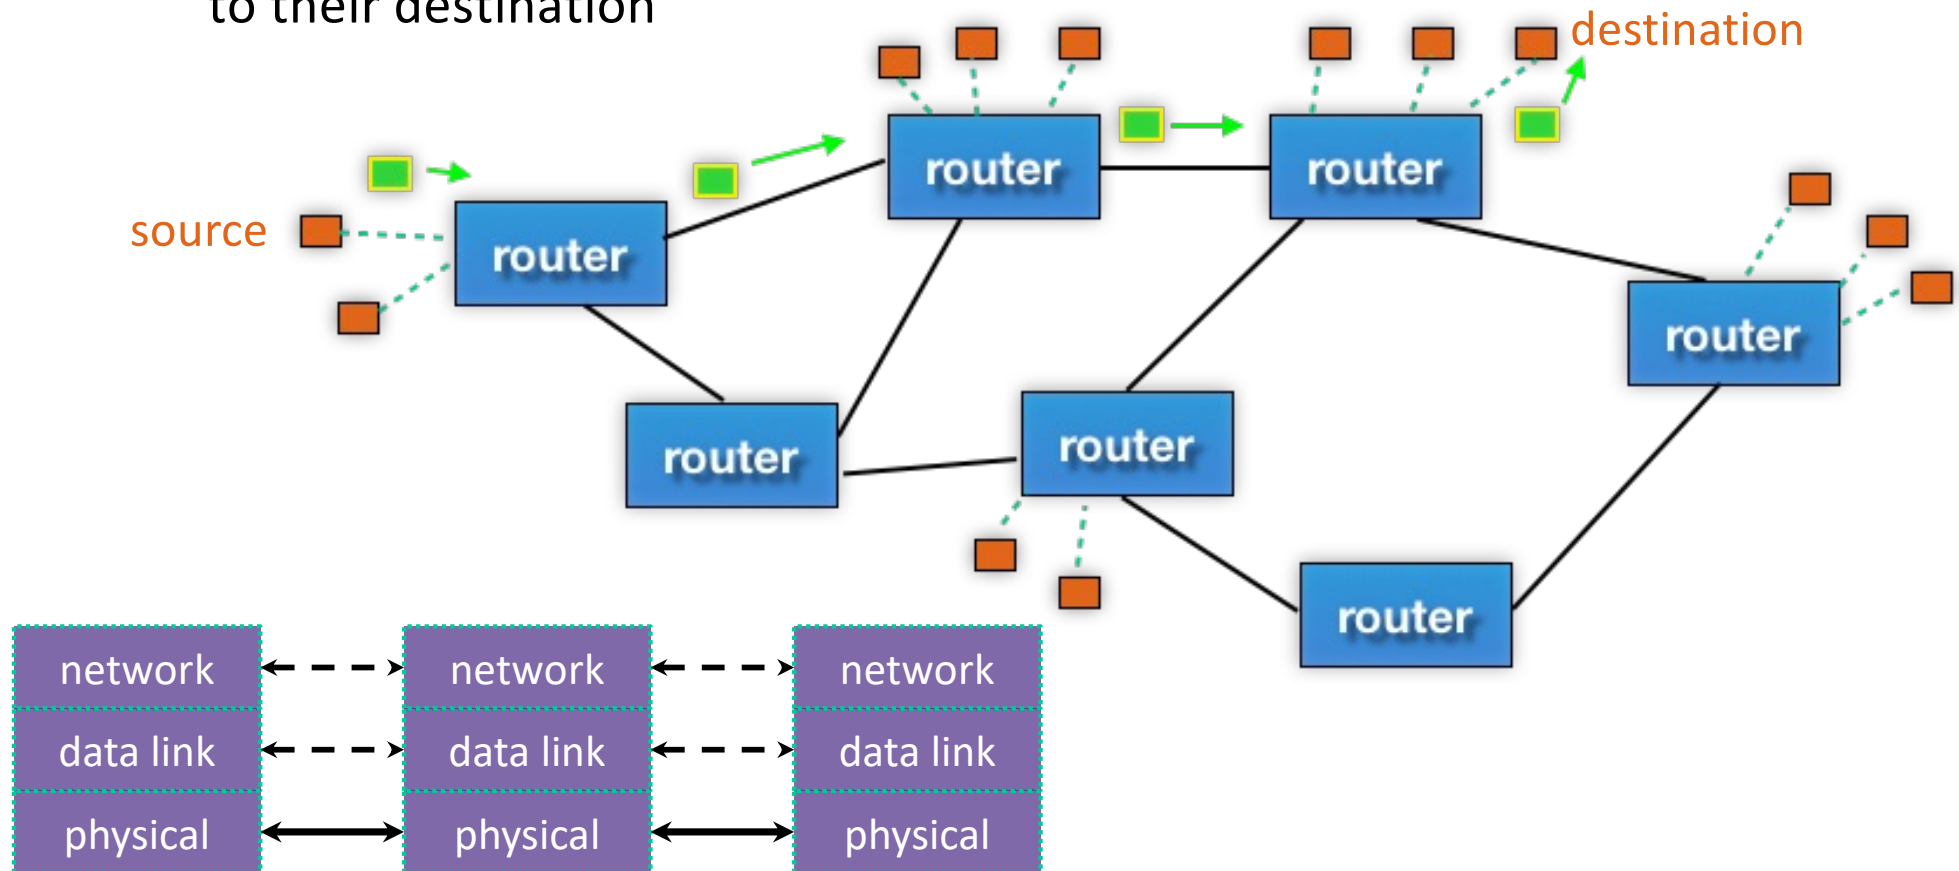 to their destination
destination
router
router
source
router
router
router
router
router
network network network
data link data link data link
physical physical physical